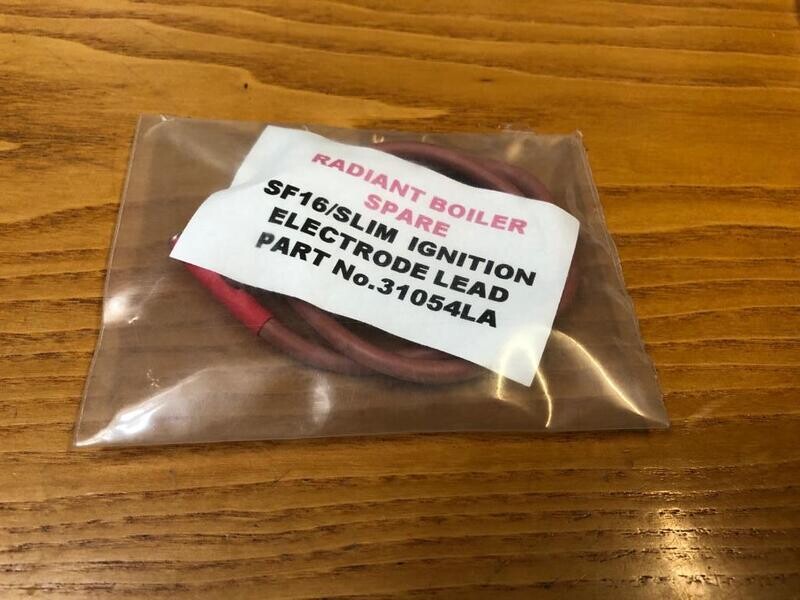 RADIANT BOILER
SPARE
SF16/SLIM IGNITION
ELECTRODE LEAD
PART No.31054LA